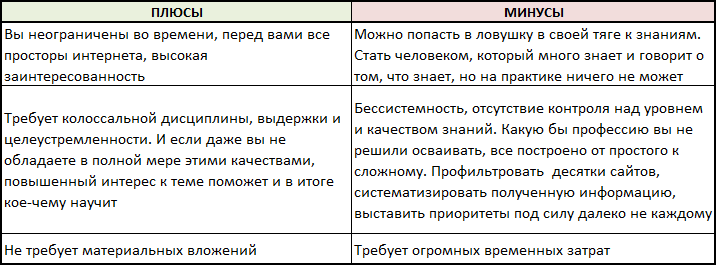 ПЛЮСЫ
МИНУСЫ
Вы неограничены во времени, перед вами все
просторы интернета, высокая
заинтересованность
Можно попасть в ловушку в своей тяге к знаниям.
Стать человеком, который много знает и говорит о
том, что знает, но на практике ничего не может
Требует колоссальной дисциплины, выдержки и
целеустремленности. И если даже вы не
обладаете в полной мере этими качествами,
повышенный интерес к теме поможет и в итоге
кое-чему научит
Бессистемность, отсутствие контроля над уровнем
и качеством знаний. Какую бы профессию вы не
решили осваивать, все построено от простого к
сложному. Профильтровать десятки сайтов,
систематизировать полученную информацию,
выставить приоритеты под силу далеко не каждому
Не требует материальных вложений
Требует огромных временных затрат